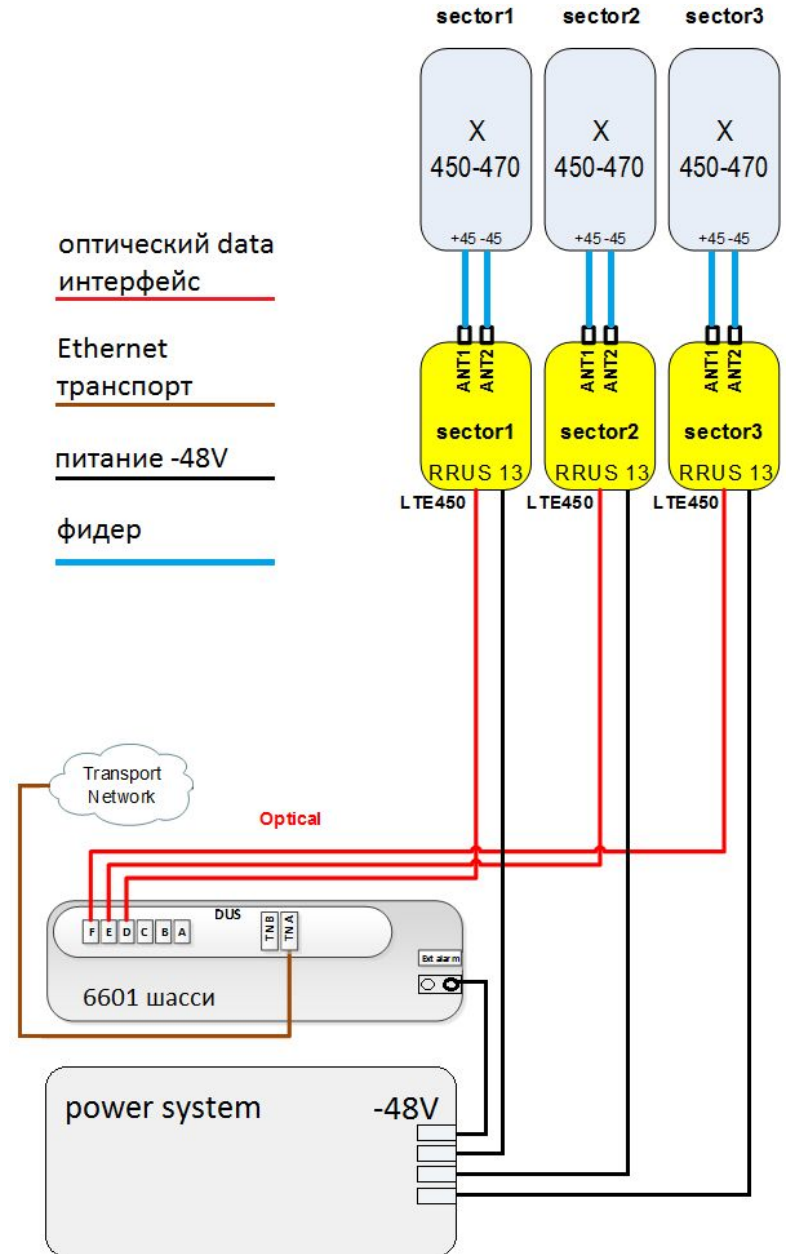 sector1 sector2 sector3
X X X
450-470 450-470 450-470
+45 -45 +45 -45 +45 -45
оптический data
интерфейс
Ethernet
транспорт
питание -48V
фидер
ANT1 ANT2 ANT1 ANT2 ANT1 ANT2
sector1 sector2 sector3
RRUS 13 RRUS 13 RRUS 13
LTE450 LTE450 LTE450
Transport
Network
Optical
DUS
F E D C B A TNB TNA
Ext alarm
6601 шасси
power system -48V